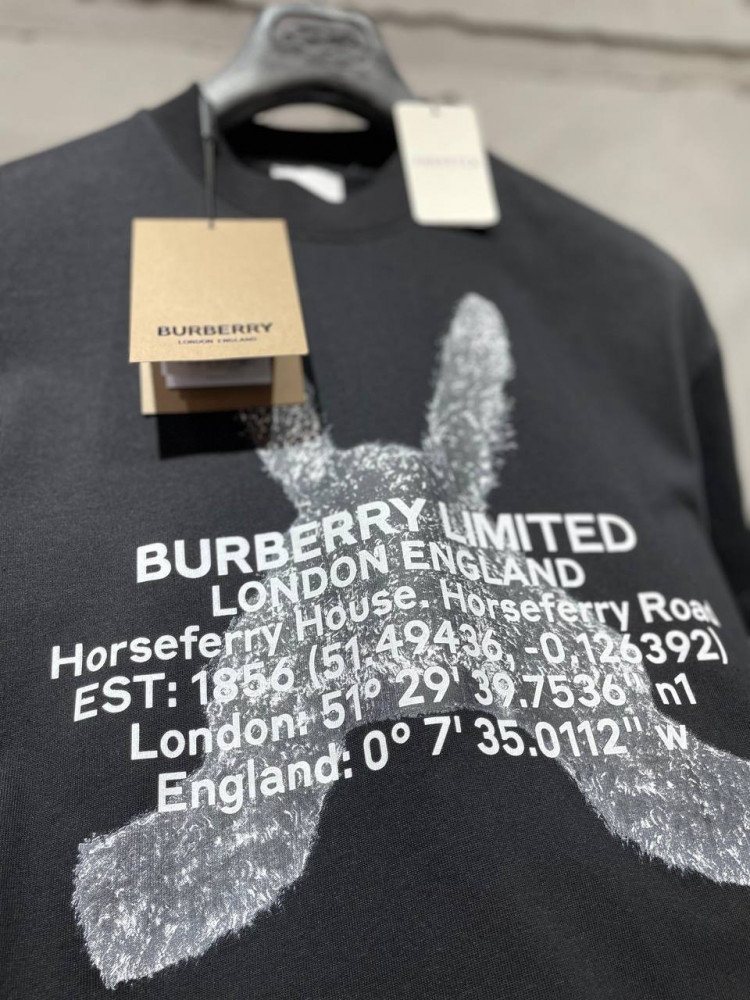 BURBERRY
LONDON ENGLAND
BURBERRY LIMITED
LONDON ENGLAND
Horseferry House. Horseferry Road
EST: 1856 (51.49436, -0,126392)
London: 51° 29' 39.7536" n1
England: 0° 7' 35.0112" w